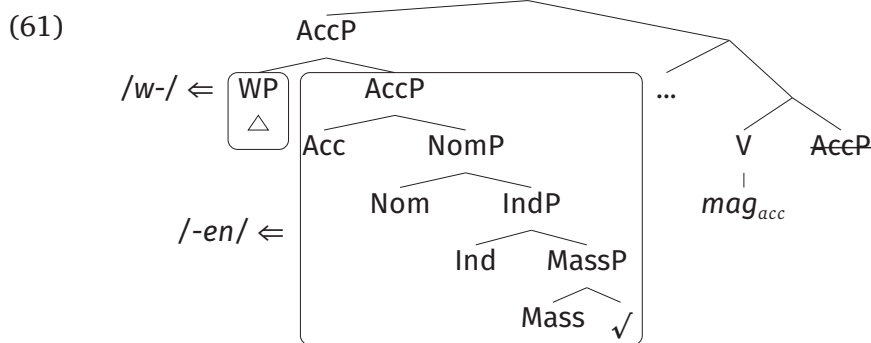 (61)
AccP
/w-/ ⇐ WP AccP ...
Acc NomP V AccP
Nom IndP mag_acc
/-en/ ⇐
Ind MassP
Mass √